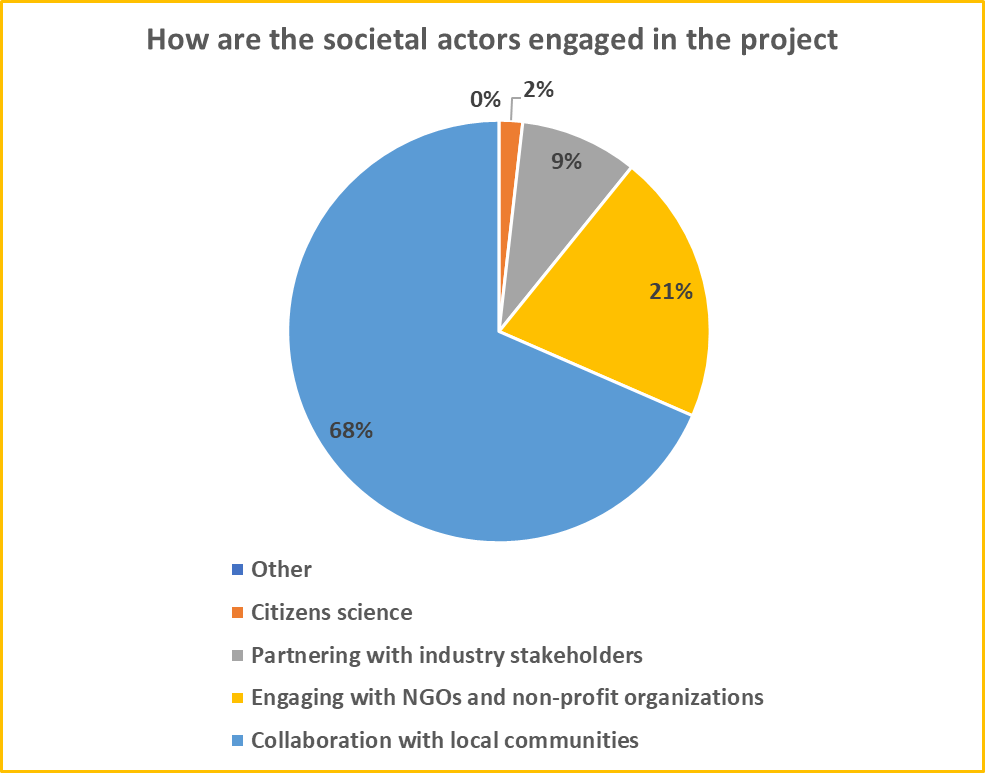 How are the societal actors engaged in the project
0%
2%
9%
21%
68%
Other
Citizens science
Partnering with industry stakeholders
Engaging with NGOs and non-profit organizations
Collaboration with local communities